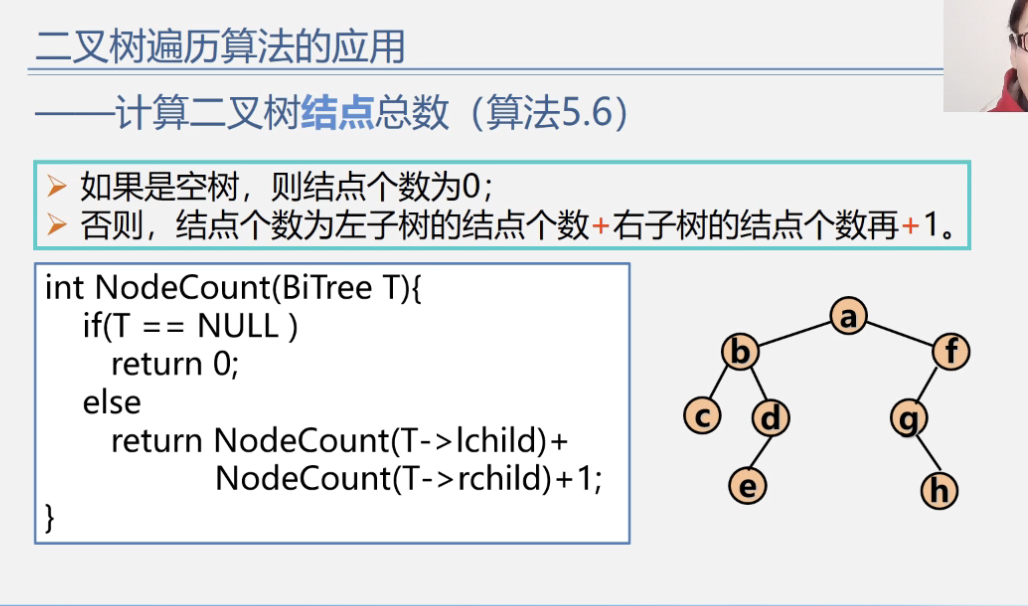 二叉树遍历算法的应用
——计算二叉树结点总数（算法5.6）
➢ 如果是空树，则结点个数为0；
➢ 否则，结点个数为左子树的结点个数+右子树的结点个数再+1。
int NodeCount(BiTree T){
if(T == NULL )
return 0;
else
return NodeCount(T->lchild)+
NodeCount(T->rchild)+1;
}
a
b
f
c
d
g
e
h